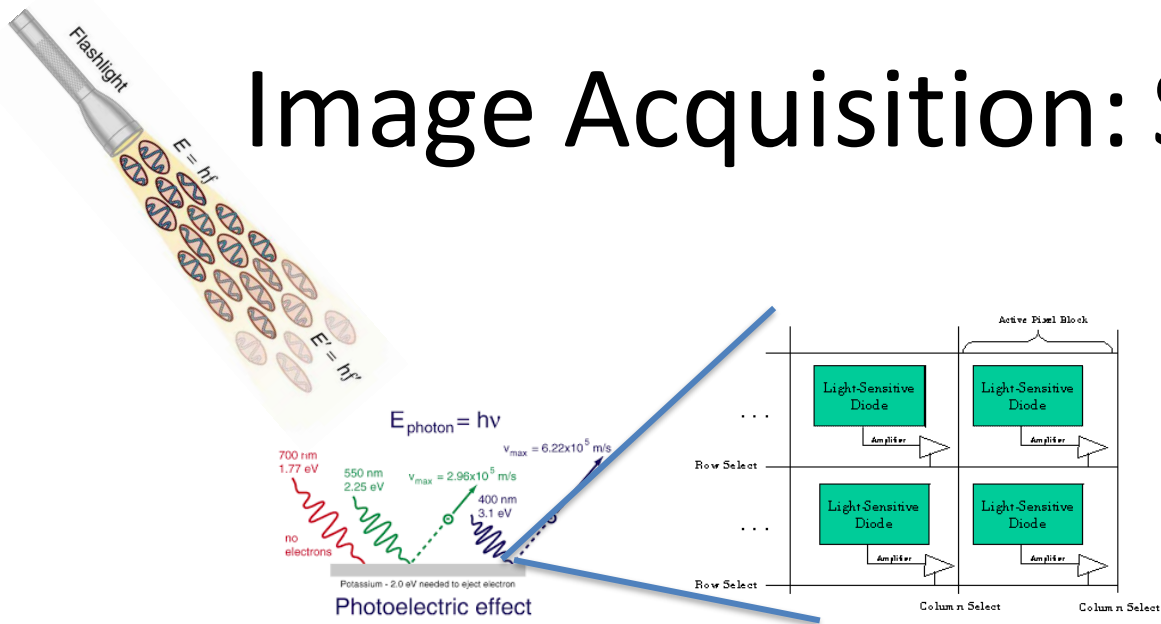 Flashlight
Image Acquisition: S
E = hf
E' = hf'
E photon = hν
700 nm
1.77 eV
550 nm
2.25 eV
vmax = 2.96x10^5 m/s
vmax = 6.22x10^5 m/s
400 nm
3.1 eV
no
electrons
Potassium - 2.0 eV needed to eject electron
Photoelectric effect
Active Pixel Block
Light-Sensitive
Diode
Light-Sensitive
Diode
. . .
Amplifier
Amplifier
Row Select
Light-Sensitive
Diode
Light-Sensitive
Diode
. . .
Amplifier
Amplifier
Row Select
Column Select
Column Select